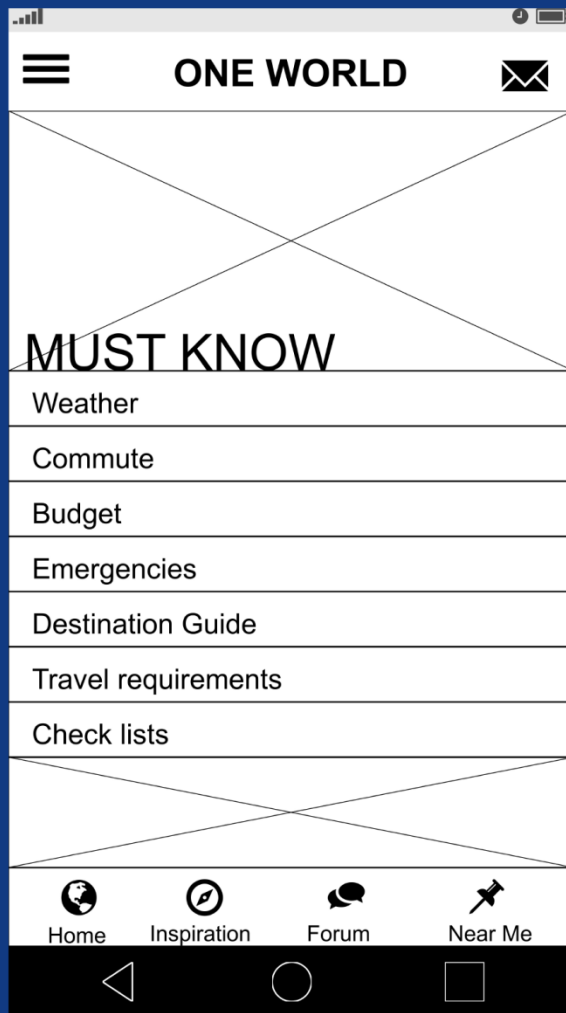 ONE WORLD
MUST KNOW
Weather
Commute
Budget
Emergencies
Destination Guide
Travel requirements
Check lists
Home Inspiration Forum Near Me